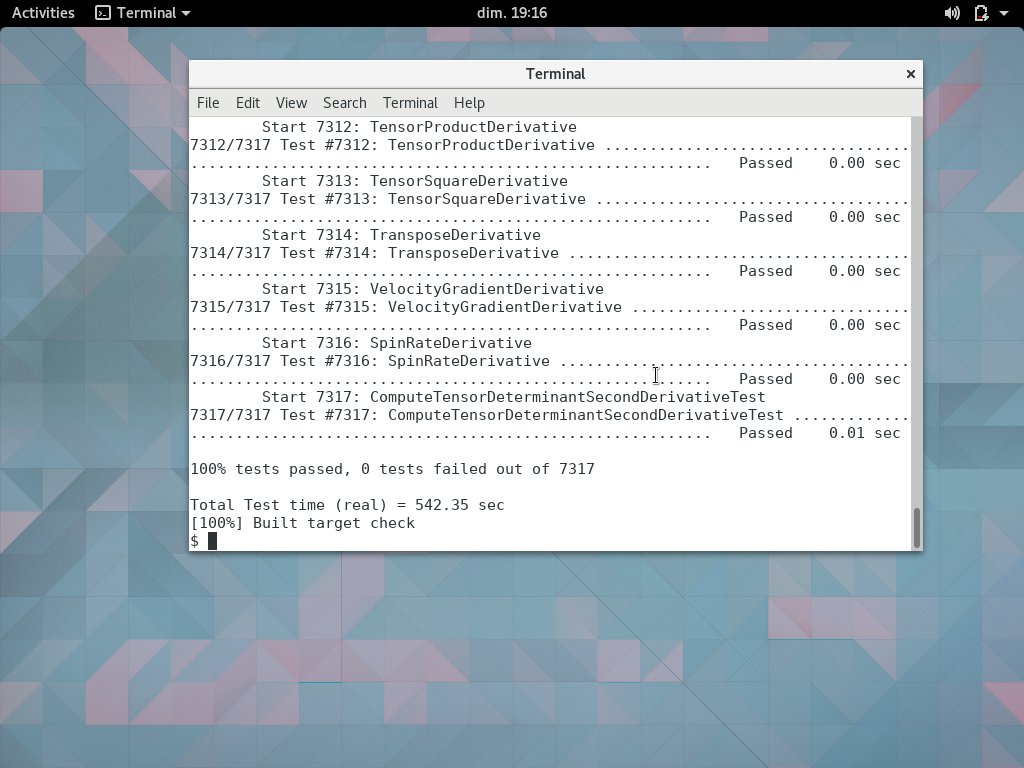 Activities Terminal dim. 19:16
Terminal
File Edit View Search Terminal Help
Start 7312: TensorProductDerivative
7312/7317 Test #7312: TensorProductDerivative ..................................
.......................................................... Passed 0.00 sec
Start 7313: TensorSquareDerivative
7313/7317 Test #7313: TensorSquareDerivative ...................................
.......................................................... Passed 0.00 sec
Start 7314: TransposeDerivative
7314/7317 Test #7314: TransposeDerivative ......................................
.......................................................... Passed 0.00 sec
Start 7315: VelocityGradientDerivative
7315/7317 Test #7315: VelocityGradientDerivative ...............................
.......................................................... Passed 0.00 sec
Start 7316: SpinRateDerivative
7316/7317 Test #7316: SpinRateDerivative .......................................
.......................................................... Passed 0.00 sec
Start 7317: ComputeTensorDeterminantSecondDerivativeTest
7317/7317 Test #7317: ComputeTensorDeterminantSecondDerivativeTest .............
.......................................................... Passed 0.01 sec
100% tests passed, 0 tests failed out of 7317
Total Test time (real) = 542.35 sec
[100%] Built target check
$